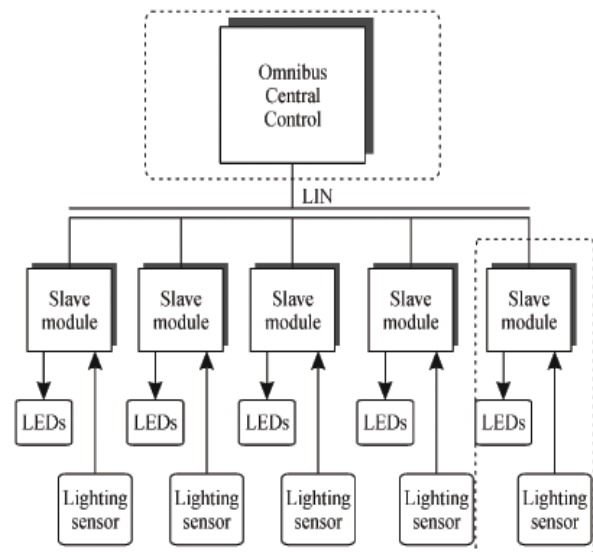 Omnibus
Central
Control
LIN
Slave
module
Slave
module
Slave
module
Slave
module
Slave
module
LEDs
LEDs
LEDs
LEDs
LEDs
Lighting
sensor
Lighting
sensor
Lighting
sensor
Lighting
sensor
Lighting
sensor